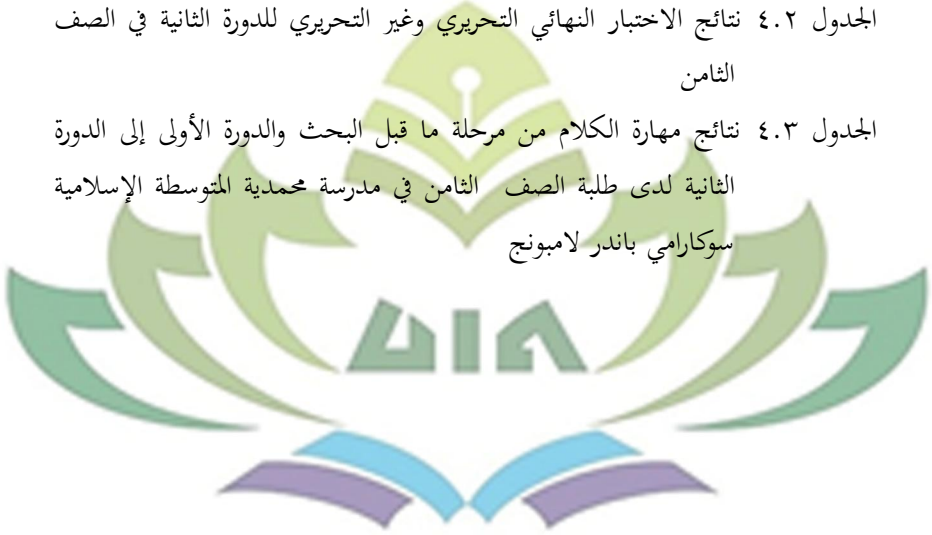 الجدول ٤.٢ نتائج الاختبار النهائي التحريري وغير التحريري للدورة الثانية في الصف
الثامن
الجدول ٤.٣ نتائج مهارة الكلام من مرحلة ما قبل البحث والدورة الأولى إلى الدورة
الثانية لدى طلبة الصف الثامن في مدرسة محمدية المتوسطة الإسلامية
سوكارامي باندر لامبونج